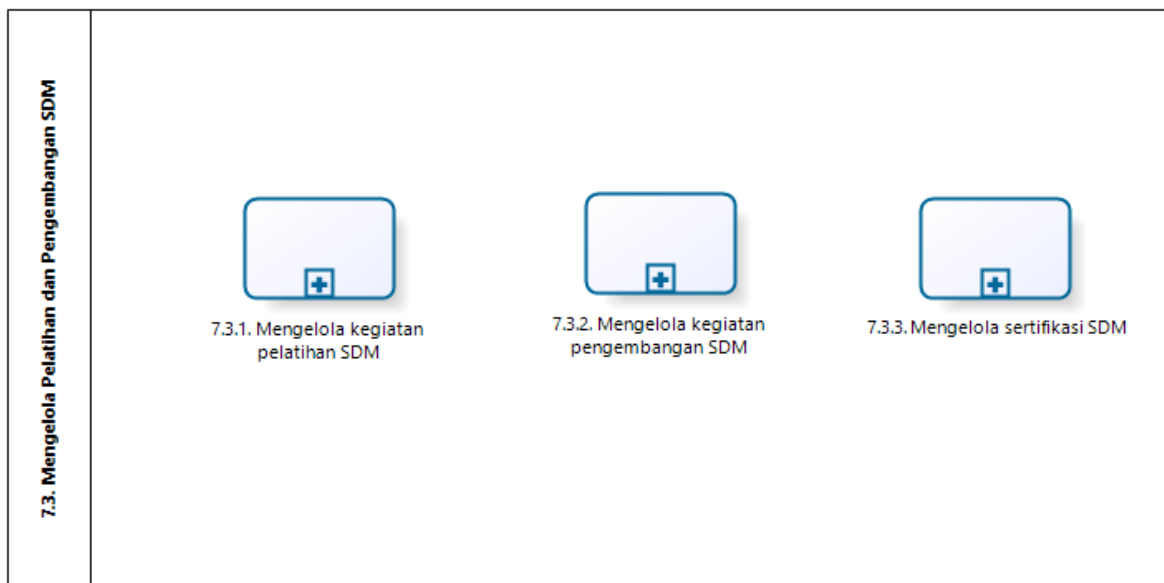 7.3. Mengelola Pelatihan dan Pengembangan SDM
7.3.1. Mengelola kegiatan
pelatihan SDM
7.3.2. Mengelola kegiatan
pengembangan SDM
7.3.3. Mengelola sertifikasi SDM